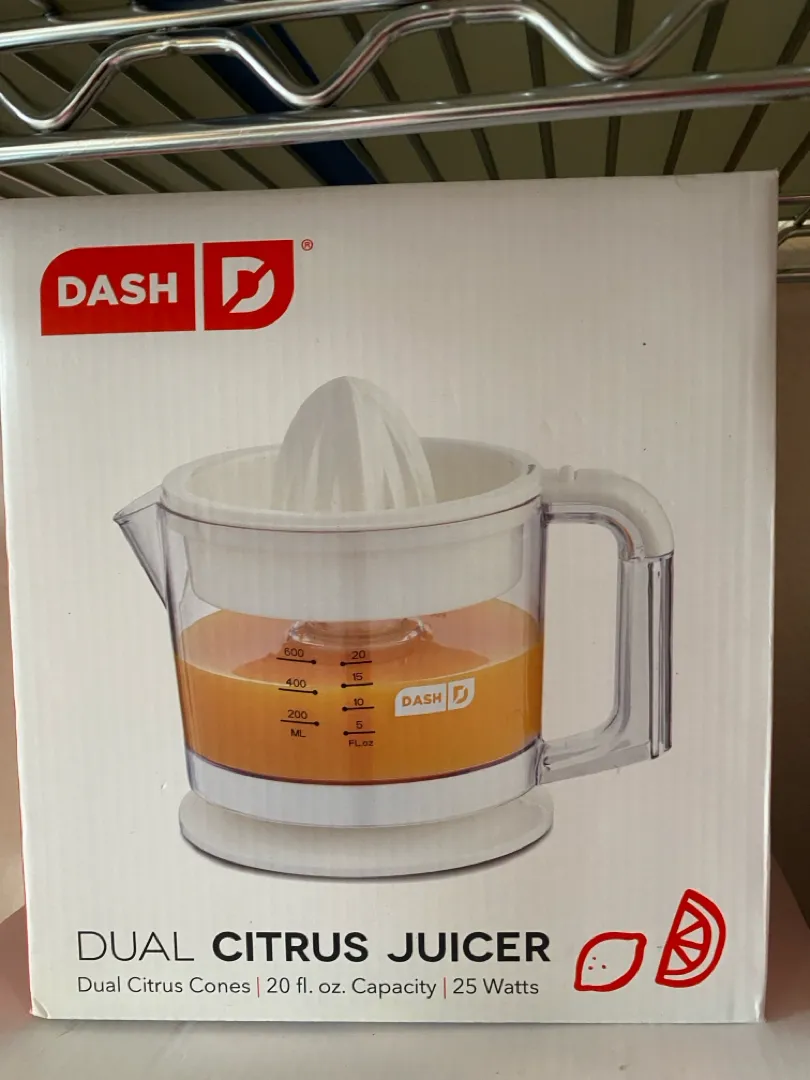 DASH D®
600 20
400 15
200 10
ML 5
FL.oz
DASH D
DUAL CITRUS JUICER
Dual Citrus Cones | 20 fl. oz. Capacity | 25 Watts